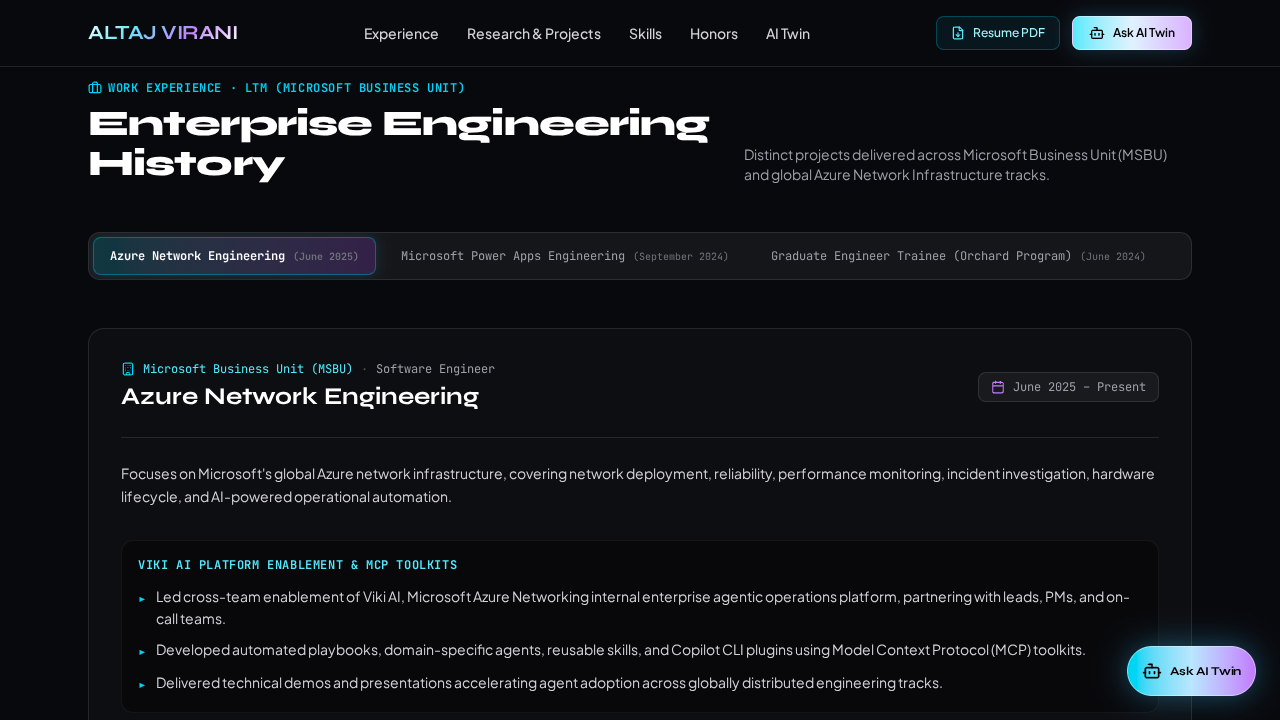 ALTAJ VIRANI
Experience
Research & Projects
Skills
Honors
AI Twin
Resume PDF
Ask AI Twin
WORK EXPERIENCE · LTM (MICROSOFT BUSINESS UNIT)
Enterprise Engineering
History
Distinct projects delivered across Microsoft Business Unit (MSBU)
and global Azure Network Infrastructure tracks.
Azure Network Engineering (June 2025)
Microsoft Power Apps Engineering (September 2024)
Graduate Engineer Trainee (Orchard Program) (June 2024)
Microsoft Business Unit (MSBU) · Software Engineer
Azure Network Engineering
June 2025 – Present
Focuses on Microsoft's global Azure network infrastructure, covering network deployment, reliability, performance monitoring, incident investigation, hardware
lifecycle, and AI-powered operational automation.
VIKI AI PLATFORM ENABLEMENT & MCP TOOLKITS
▸ Led cross-team enablement of Viki AI, Microsoft Azure Networking internal enterprise agentic operations platform, partnering with leads, PMs, and on-
call teams.
▸ Developed automated playbooks, domain-specific agents, reusable skills, and Copilot CLI plugins using Model Context Protocol (MCP) toolkits.
▸ Delivered technical demos and presentations accelerating agent adoption across globally distributed engineering tracks.
Ask AI Twin